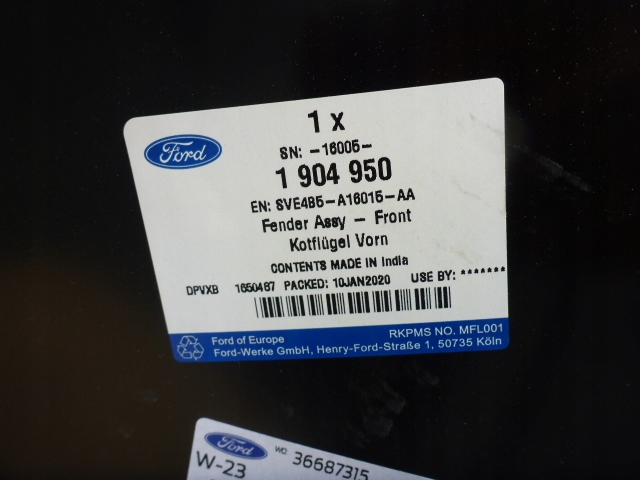 1 x
Ford
SN: -16005-
1 904 950
EN: SVE4B5-A16015-AA
Fender Assy - Front
Kotflügel Vorn
CONTENTS MADE IN India
DPVXB 1650487 PACKED: 10JAN2020 USE BY: *******
RKPMS NO. MFL001
Ford of Europe
Ford-Werke GmbH, Henry-Ford-Straße 1, 50735 Köln
Ford
WO: 36687315
W-23